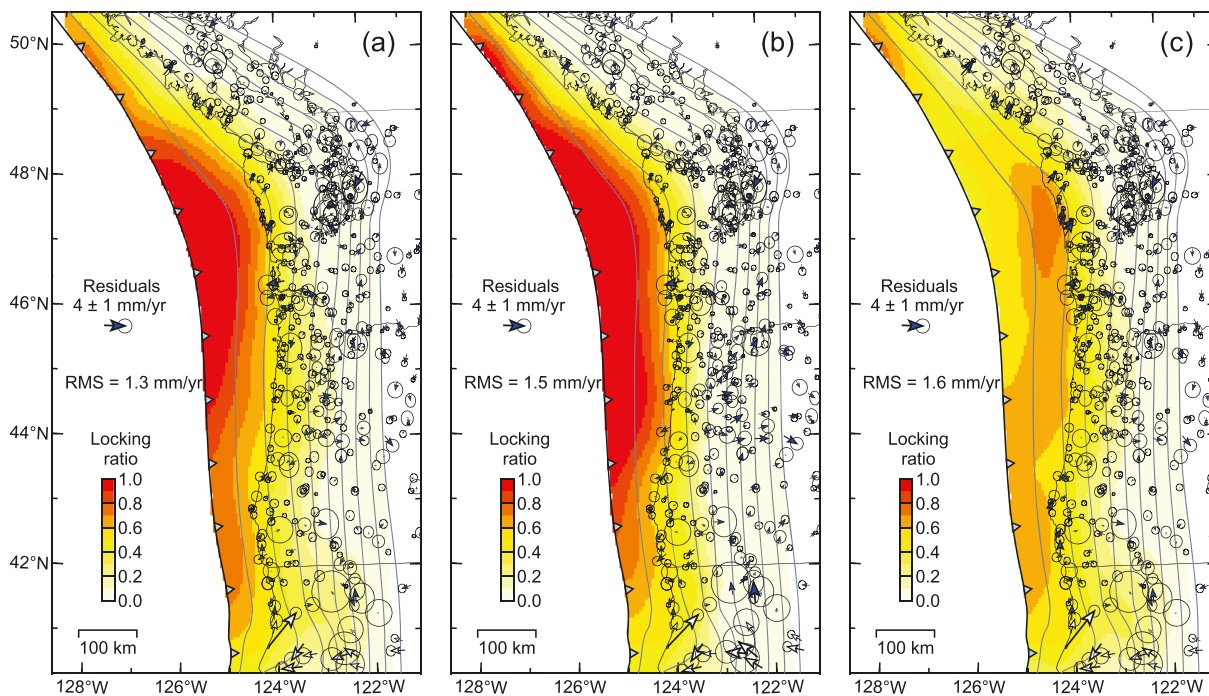 50°N
48°N
46°N
44°N
42°N
(a)
Residuals
4 ± 1 mm/yr
RMS = 1.3 mm/yr
Locking
ratio
1.0
0.8
0.6
0.4
0.2
0.0
100 km
128°W
126°W
124°W
122°W
(b)
Residuals
4 ± 1 mm/yr
RMS = 1.5 mm/yr
Locking
ratio
1.0
0.8
0.6
0.4
0.2
0.0
100 km
128°W
126°W
124°W
122°W
(c)
Residuals
4 ± 1 mm/yr
RMS = 1.6 mm/yr
Locking
ratio
1.0
0.8
0.6
0.4
0.2
0.0
100 km
128°W
126°W
124°W
122°W